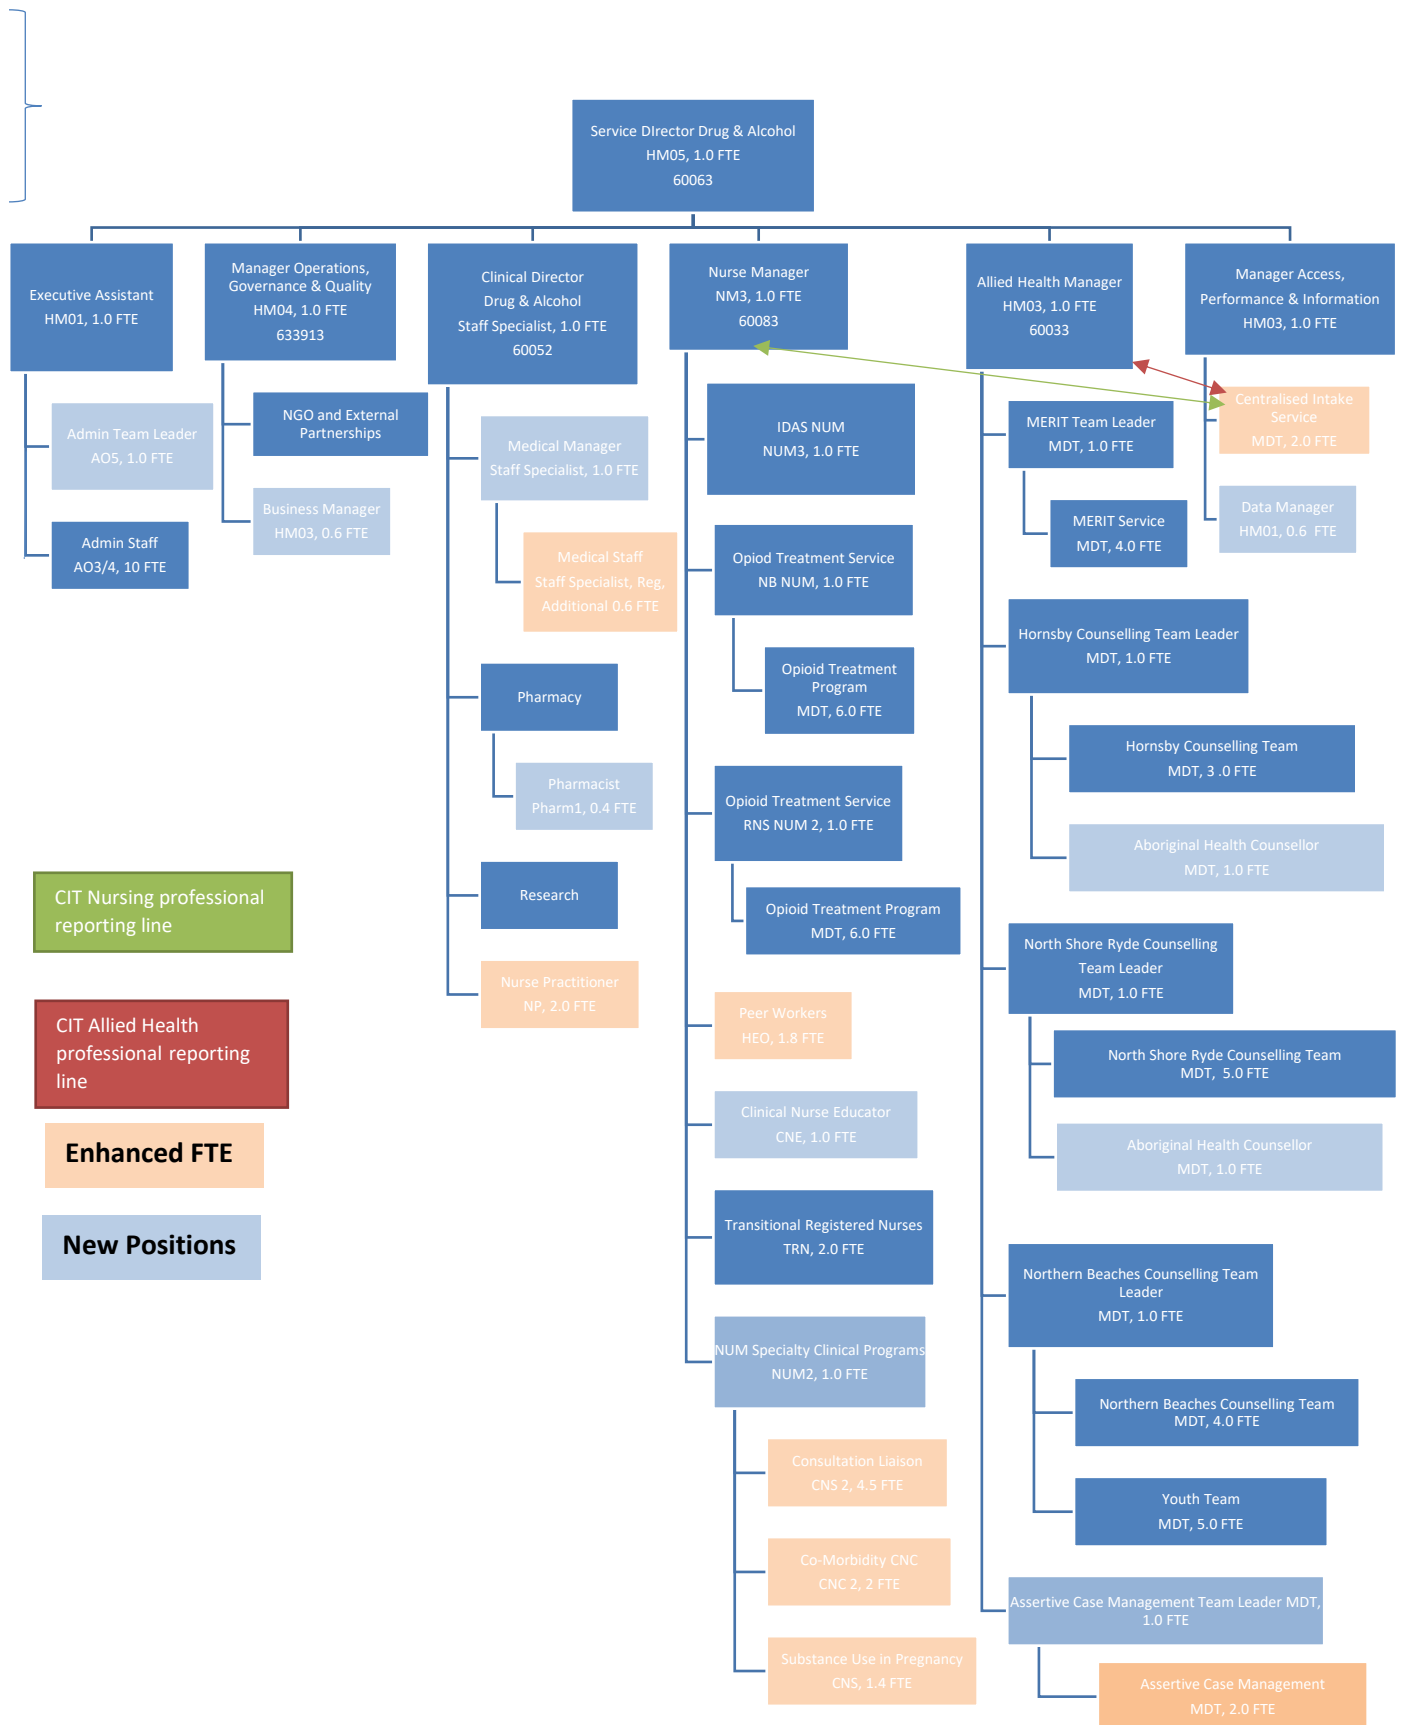 Service DIrector Drug & Alcohol
HM05, 1.0 FTE
60063
Executive Assistant
HM01, 1.0 FTE
Admin Team Leader
AO5, 1.0 FTE
Admin Staff
AO3/4, 10 FTE
Manager Operations,
Governance & Quality
HM04, 1.0 FTE
633913
NGO and External
Partnerships
Business Manager
HM03, 0.6 FTE
Clinical Director
Drug & Alcohol
Staff Specialist, 1.0 FTE
60052
Medical Manager
Staff Specialist, 1.0 FTE
Medical Staff
Staff Specialist, Reg,
Additional 0.6 FTE
Pharmacy
Pharmacist
Pharm1, 0.4 FTE
Research
Nurse Practitioner
NP, 2.0 FTE
Nurse Manager
NM3, 1.0 FTE
60083
IDAS NUM
NUM3, 1.0 FTE
Opiod Treatment Service
NB NUM, 1.0 FTE
Opioid Treatment
Program
MDT, 6.0 FTE
Opioid Treatment Service
RNS NUM 2, 1.0 FTE
Opioid Treatment Program
MDT, 6.0 FTE
Peer Workers
HEO, 1.8 FTE
Clinical Nurse Educator
CNE, 1.0 FTE
Transitional Registered Nurses
TRN, 2.0 FTE
NUM Specialty Clinical Programs
NUM2, 1.0 FTE
Consultation Liaison
CNS 2, 4.5 FTE
Co-Morbidity CNC
CNC 2, 2 FTE
Substance Use in Pregnancy
CNS, 1.4 FTE
Allied Health Manager
HM03, 1.0 FTE
60033
MERIT Team Leader
MDT, 1.0 FTE
MERIT Service
MDT, 4.0 FTE
Hornsby Counselling Team Leader
MDT, 1.0 FTE
Hornsby Counselling Team
MDT, 3 .0 FTE
Aboriginal Health Counsellor
MDT, 1.0 FTE
North Shore Ryde Counselling
Team Leader
MDT, 1.0 FTE
North Shore Ryde Counselling Team
MDT, 5.0 FTE
Aboriginal Health Counsellor
MDT, 1.0 FTE
Northern Beaches Counselling Team
Leader
MDT, 1.0 FTE
Northern Beaches Counselling Team
MDT, 4.0 FTE
Youth Team
MDT, 5.0 FTE
Assertive Case Management Team Leader MDT,
1.0 FTE
Assertive Case Management
MDT, 2.0 FTE
Manager Access,
Performance & Information
HM03, 1.0 FTE
Centralised Intake
Service
MDT, 2.0 FTE
Data Manager
HM01, 0.6 FTE
CIT Nursing professional
reporting line
CIT Allied Health
professional reporting
line
Enhanced FTE
New Positions